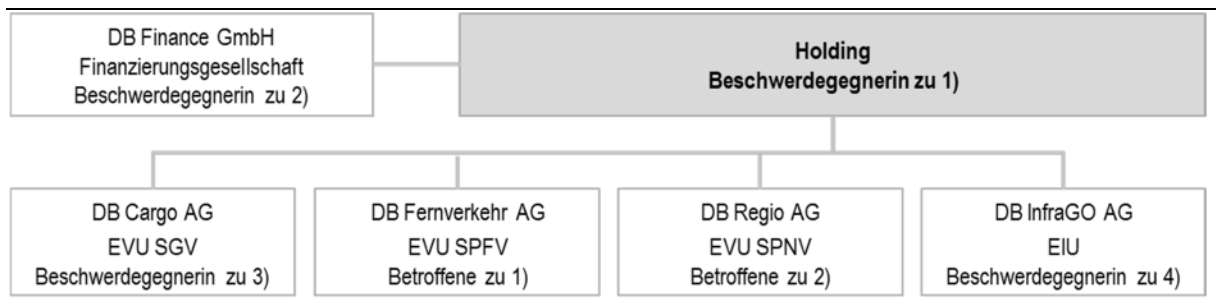 DB Finance GmbH
Finanzierungsgesellschaft
Beschwerdegegnerin zu 2)
Holding
Beschwerdegegnerin zu 1)
DB Cargo AG
EVU SGV
Beschwerdegegnerin zu 3)
DB Fernverkehr AG
EVU SPFV
Betroffene zu 1)
DB Regio AG
EVU SPNV
Betroffene zu 2)
DB InfraGO AG
EIU
Beschwerdegegnerin zu 4)